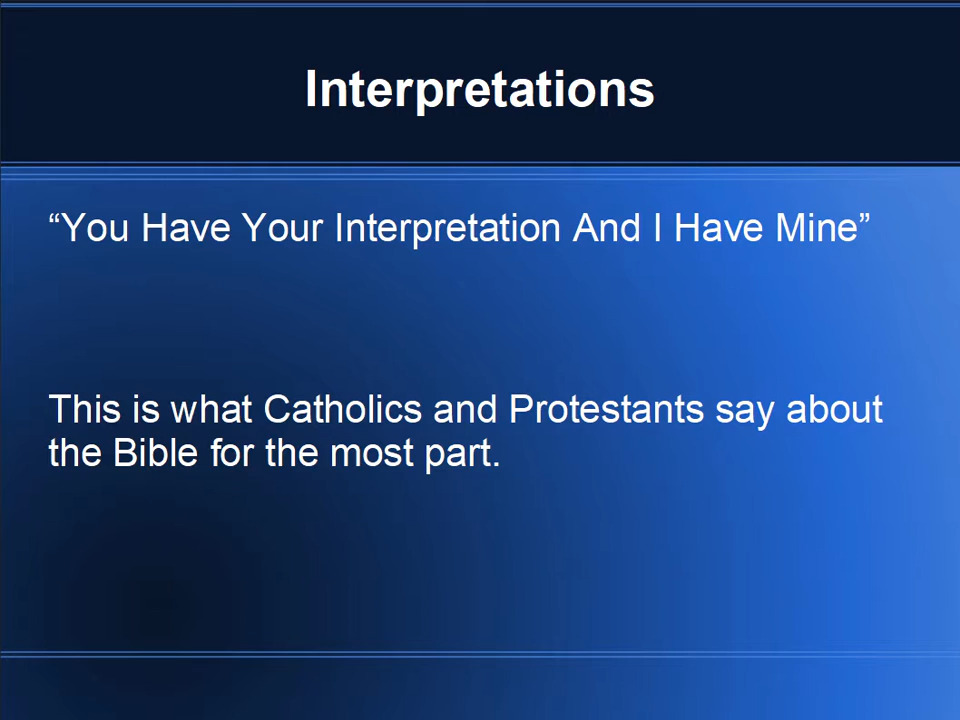 Interpretations
“You Have Your Interpretation And I Have Mine”
This is what Catholics and Protestants say about
the Bible for the most part.